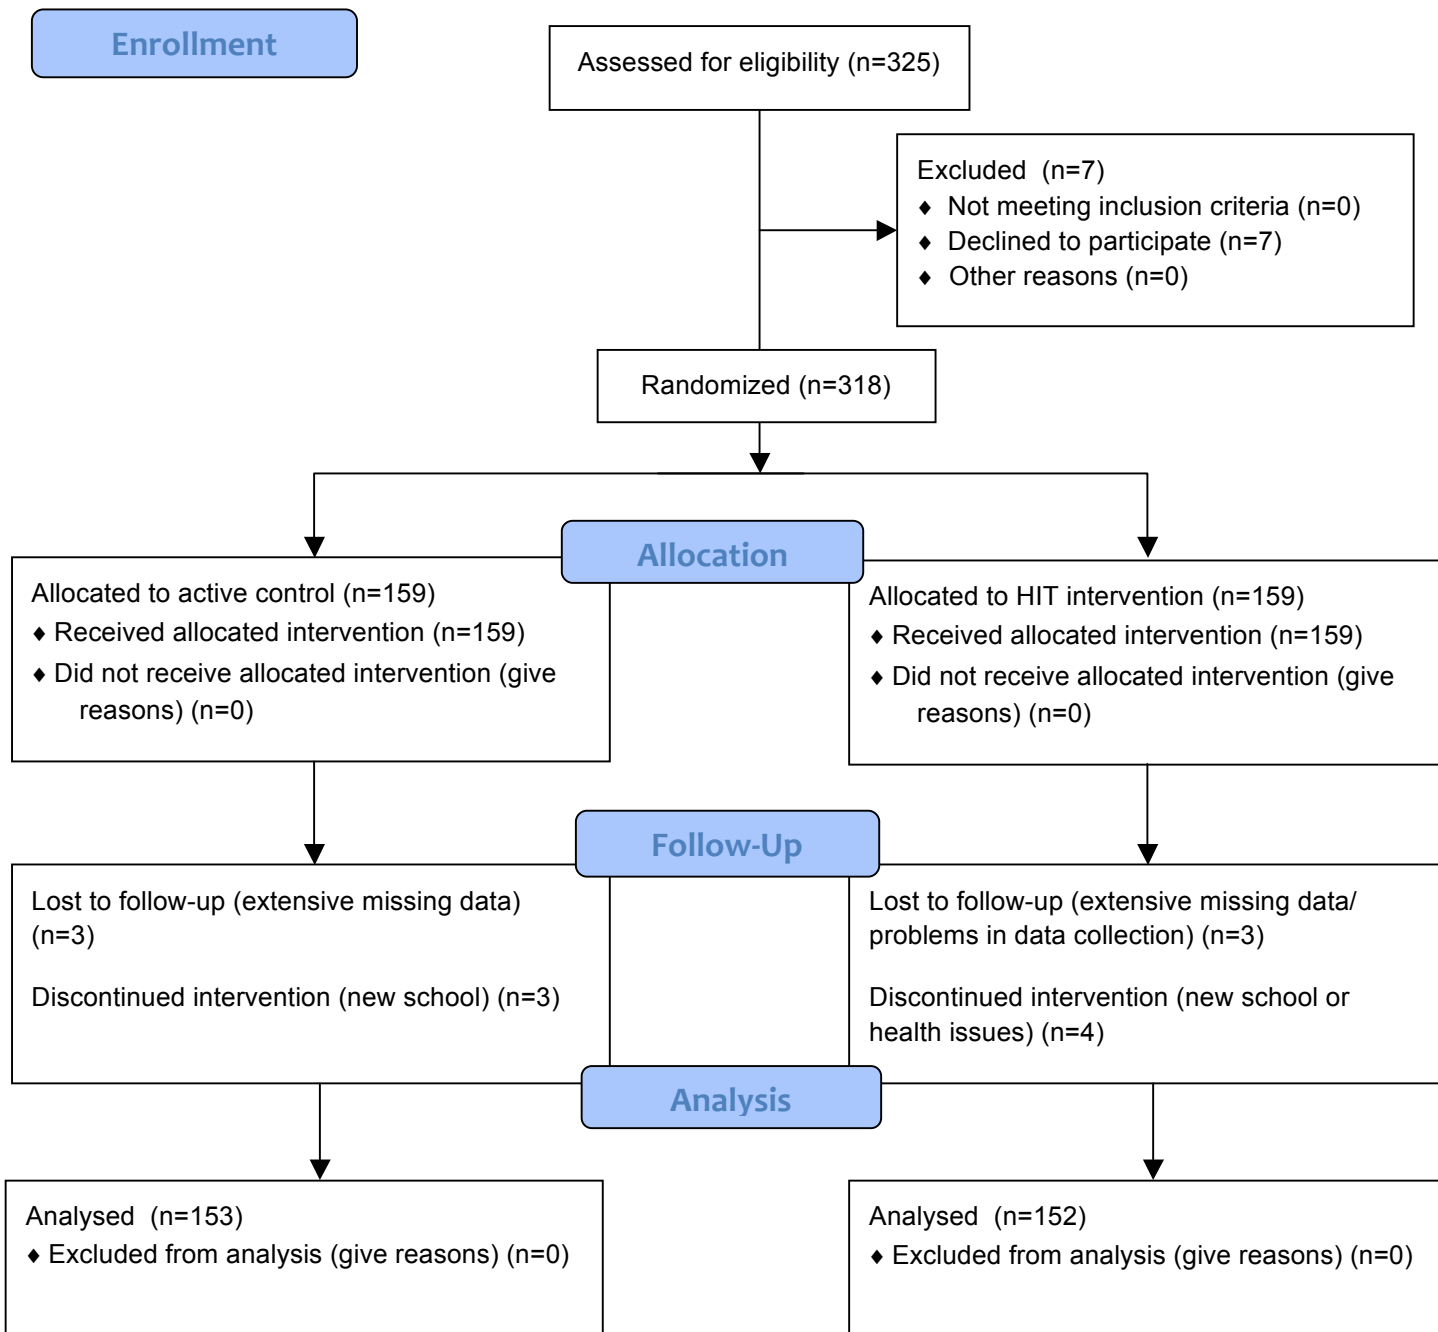 Enrollment
Assessed for eligibility (n=325)
Excluded (n=7)
♦ Not meeting inclusion criteria (n=0)
♦ Declined to participate (n=7)
♦ Other reasons (n=0)
Randomized (n=318)
Allocation
Allocated to active control (n=159)
♦ Received allocated intervention (n=159)
♦ Did not receive allocated intervention (give
reasons) (n=0)
Allocated to HIT intervention (n=159)
♦ Received allocated intervention (n=159)
♦ Did not receive allocated intervention (give
reasons) (n=0)
Follow-Up
Lost to follow-up (extensive missing data)
(n=3)
Discontinued intervention (new school) (n=3)
Lost to follow-up (extensive missing data/
problems in data collection) (n=3)
Discontinued intervention (new school or
health issues) (n=4)
Analysis
Analysed (n=153)
♦ Excluded from analysis (give reasons) (n=0)
Analysed (n=152)
♦ Excluded from analysis (give reasons) (n=0)